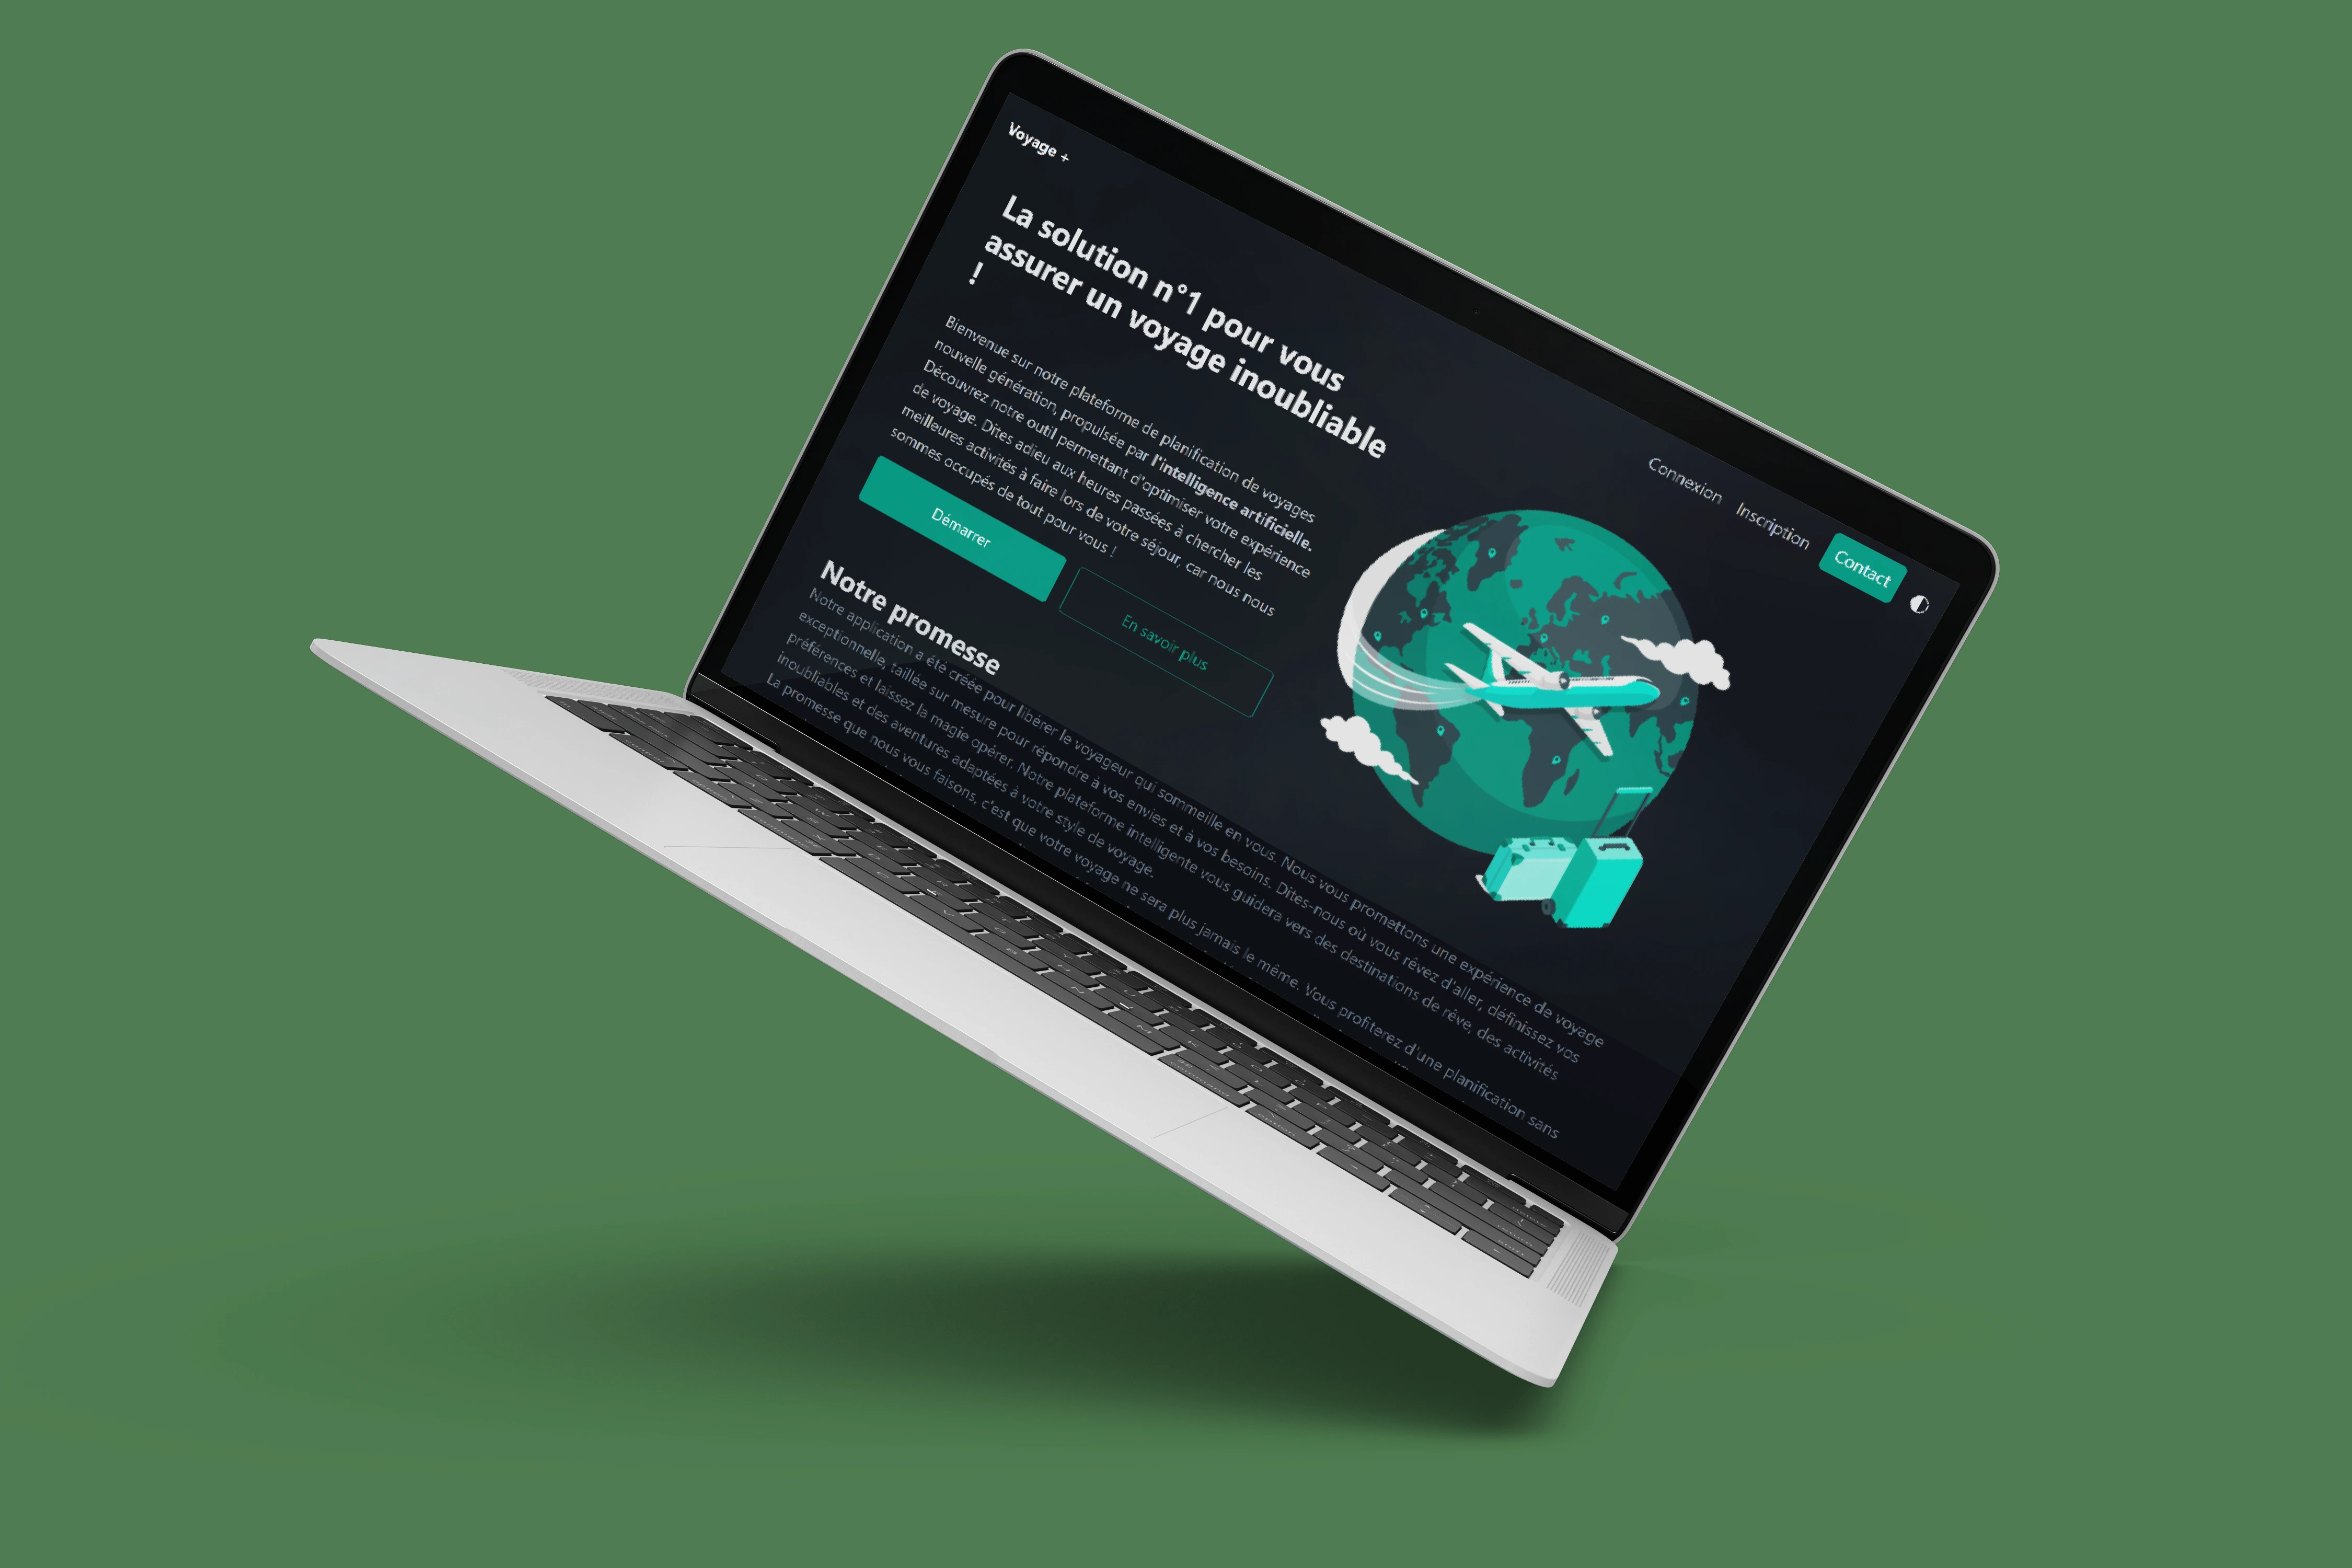 Voyage +
Connexion
Inscription
Contact
La solution n°1 pour vous
assurer un voyage inoubliable
!
Bienvenue sur notre plateforme de planification de voyages
nouvelle génération, propulsée par l'intelligence artificielle.
Découvrez notre outil permettant d'optimiser votre expérience
de voyage. Dites adieu aux heures passées à chercher les
meilleures activités à faire lors de votre séjour, car nous nous
sommes occupés de tout pour vous !
Démarrer
En savoir plus
Notre promesse
Notre application a été créée pour libérer le voyageur qui sommeille en vous. Nous vous promettons une expérience de voyage
exceptionnelle, taillée sur mesure pour répondre à vos envies et à vos besoins. Dites-nous où vous rêvez d'aller, définissez vos
préférences et laissez la magie opérer. Notre plateforme intelligente vous guidera vers des destinations de rêve, des activités
inoubliables et des aventures adaptées à votre style de voyage.
La promesse que nous vous faisons, c'est que votre voyage ne sera plus jamais le même. Vous profiterez d'une planification sans